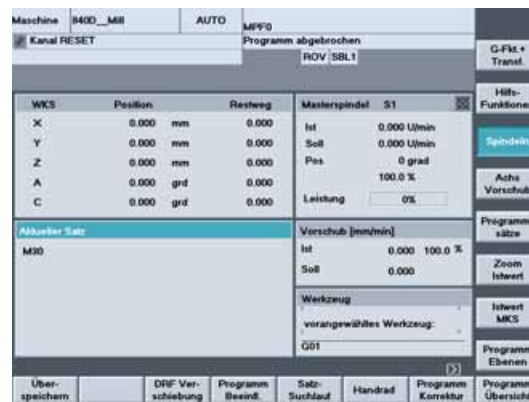 Maschine 840D__Mill AUTO MPF0
Kanal RESET Programm abgebrochen
ROV SBL1
WKS Position Restweg
X 0.000 mm 0.000
Y 0.000 mm 0.000
Z 0.000 mm 0.000
A 0.000 grd 0.000
C 0.000 grd 0.000
Masterspindel S1
Ist 0.000 U/min
Soll 0.000 U/min
Pos 0 grad
100.0 %
Leistung 0%
Aktueller Satz
M30
Vorschub [mm/min]
Ist 0.000 100.0 %
Soll 0.000
Werkzeug
vorangewähltes Werkzeug:
G01
G-Fkt.+
Transf.
Hilfs-
Funktionen
Spindeln
Achs
Vorschub
Programm
sätze
Zoom
Istwert
Istwert
MKS
Programm
Ebenen
Programm
Übersicht
Über-
speichern
DRF Ver-
schiebung
Programm
Beeinfl.
Satz-
Suchlauf
Handrad
Programm
Korrektur